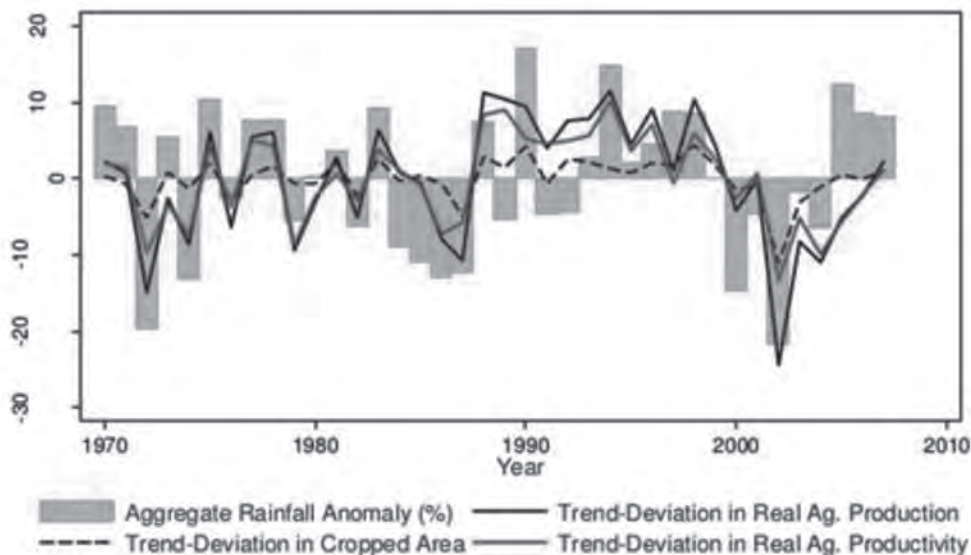 20
10
0
-10
-20
-30
1970 1980 1990 2000 2010
Year
Aggregate Rainfall Anomaly (%) Trend-Deviation in Real Ag. Production
Trend-Deviation in Cropped Area Trend-Deviation in Real Ag. Productivity